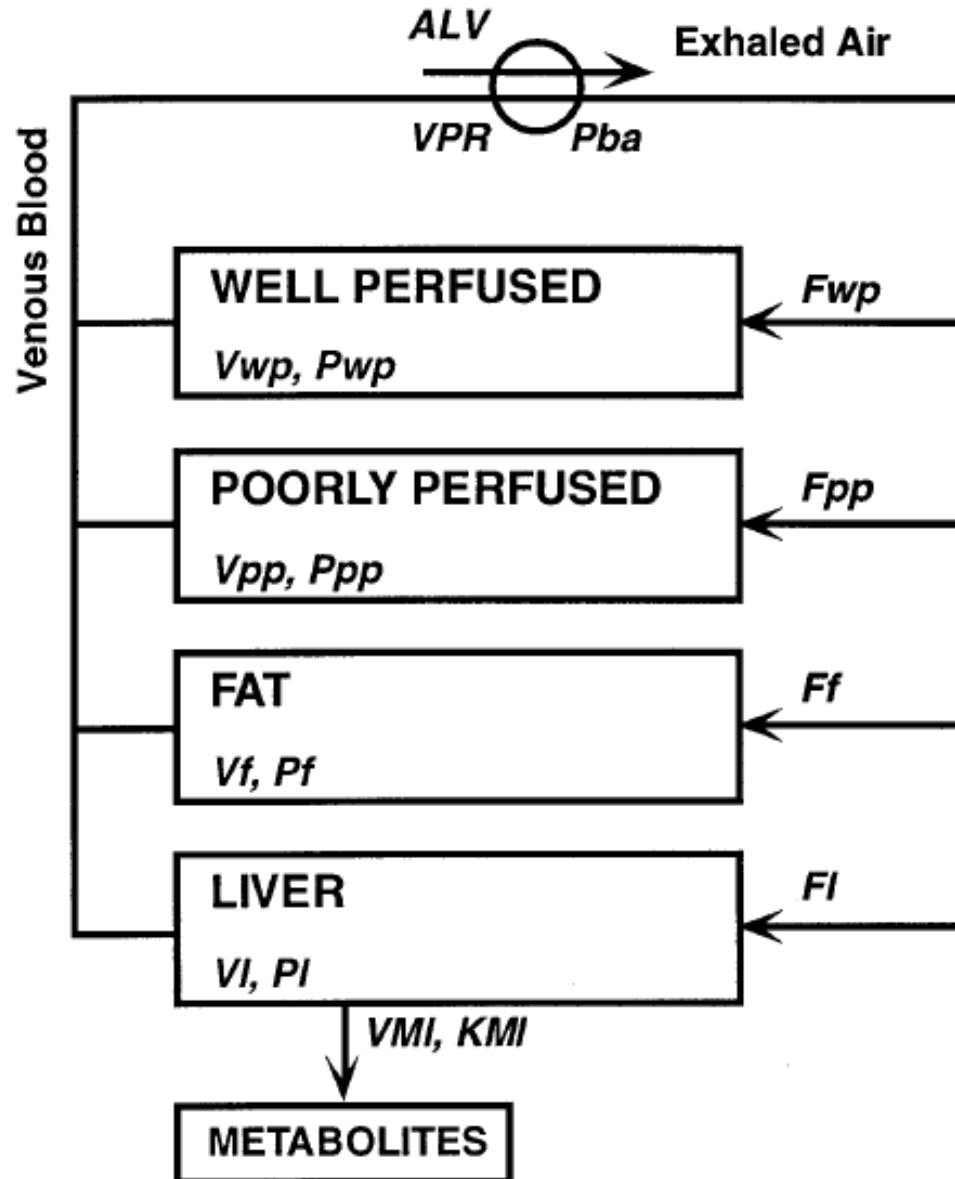 ALV
Exhaled Air
VPR Pba
Venous Blood
WELL PERFUSED
Vwp, Pwp
Fwp
POORLY PERFUSED
Vpp, Ppp
Fpp
FAT
Vf, Pf
Ff
LIVER
Vl, Pl
Fl
VMl, KMl
METABOLITES